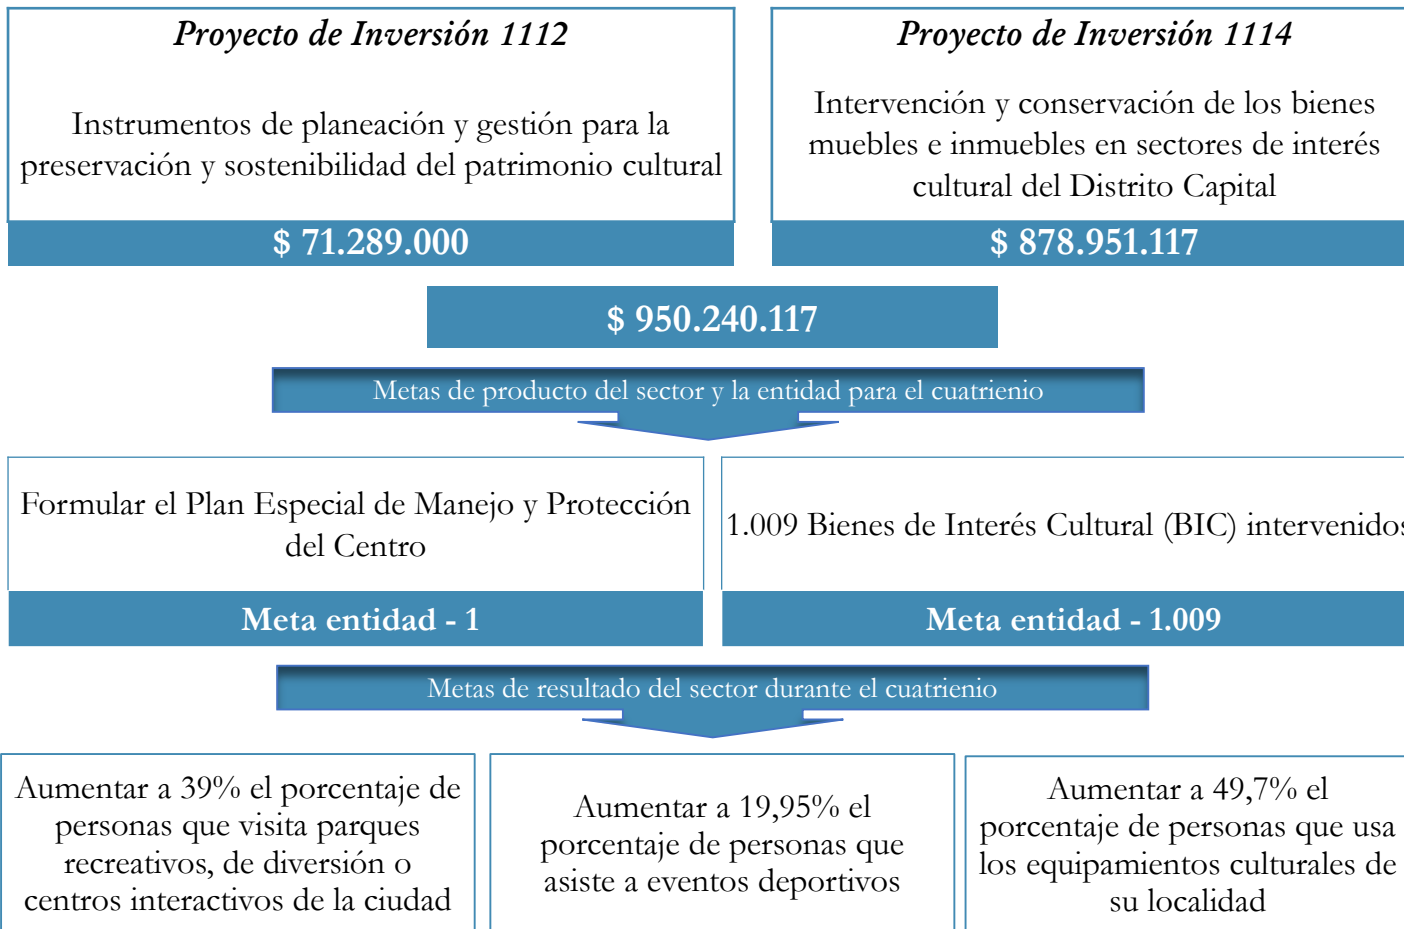 Proyecto de Inversión 1112
Instrumentos de planeación y gestión para la
preservación y sostenibilidad del patrimonio cultural
$ 71.289.000
Proyecto de Inversión 1114
Intervención y conservación de los bienes
muebles e inmuebles en sectores de interés
cultural del Distrito Capital
$ 878.951.117
$ 950.240.117
Metas de producto del sector y la entidad para el cuatrienio
Formular el Plan Especial de Manejo y Protección
del Centro
Meta entidad - 1
1.009 Bienes de Interés Cultural (BIC) intervenidos
Meta entidad - 1.009
Metas de resultado del sector durante el cuatrienio
Aumentar a 39% el porcentaje de
personas que visita parques
recreativos, de diversión o
centros interactivos de la ciudad
Aumentar a 19,95% el
porcentaje de personas que
asiste a eventos deportivos
Aumentar a 49,7% el
porcentaje de personas que usa
los equipamientos culturales de
su localidad